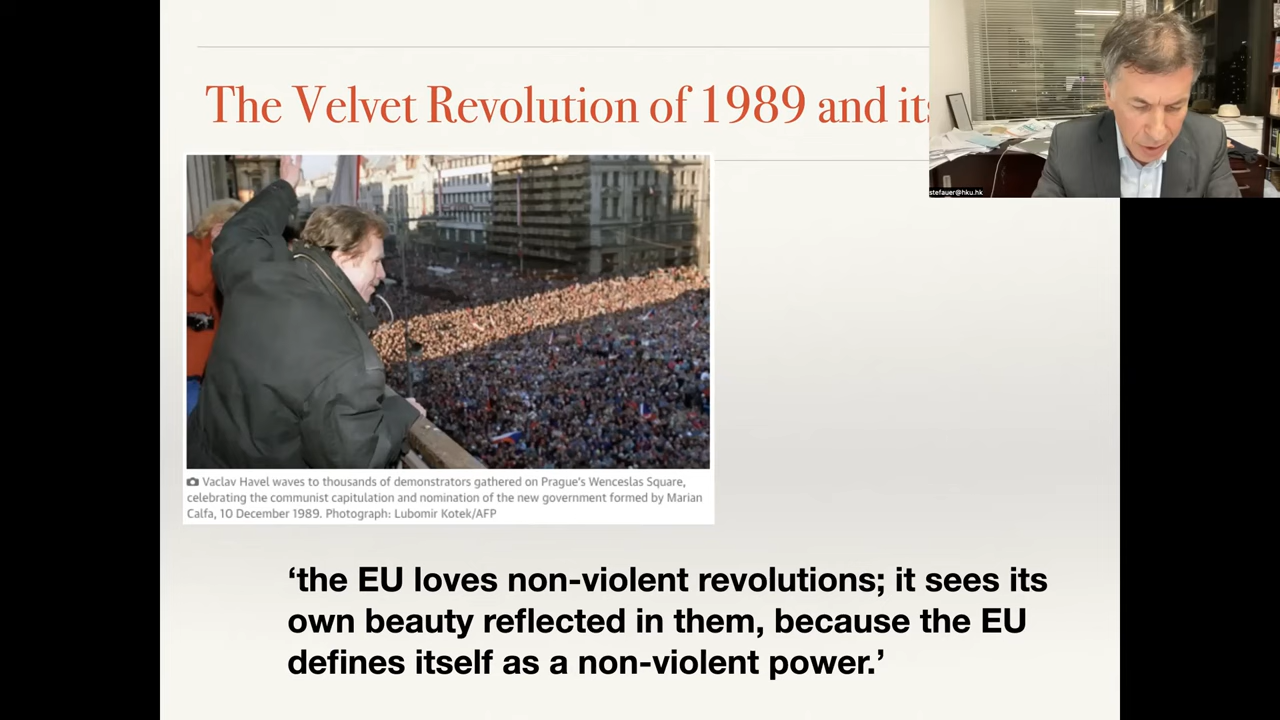 The Velvet Revolution of 1989 and its
stefauer@hku.hk
Vaclav Havel waves to thousands of demonstrators gathered on Prague's Wenceslas Square,
celebrating the communist capitulation and nomination of the new government formed by Marian
Calfa, 10 December 1989. Photograph: Lubomir Kotek/AFP
‘the EU loves non-violent revolutions; it sees its
own beauty reflected in them, because the EU
defines itself as a non-violent power.’